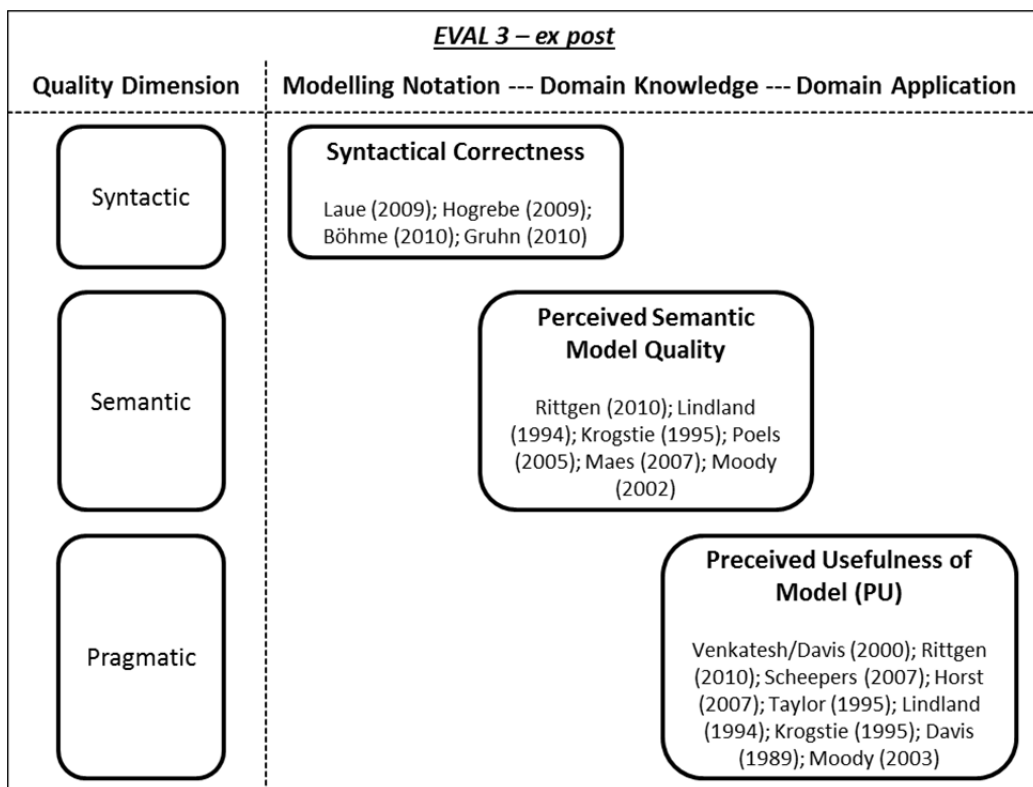 EVAL 3 – ex post
Quality Dimension
Modelling Notation --- Domain Knowledge --- Domain Application
Syntactic
Syntactical Correctness
Laue (2009); Hogrebe (2009);
Böhme (2010); Gruhn (2010)
Semantic
Perceived Semantic
Model Quality
Rittgen (2010); Lindland
(1994); Krogstie (1995); Poels
(2005); Maes (2007); Moody
(2002)
Pragmatic
Preceived Usefulness of
Model (PU)
Venkatesh/Davis (2000); Rittgen
(2010); Scheepers (2007); Horst
(2007); Taylor (1995); Lindland
(1994); Krogstie (1995); Davis
(1989); Moody (2003)